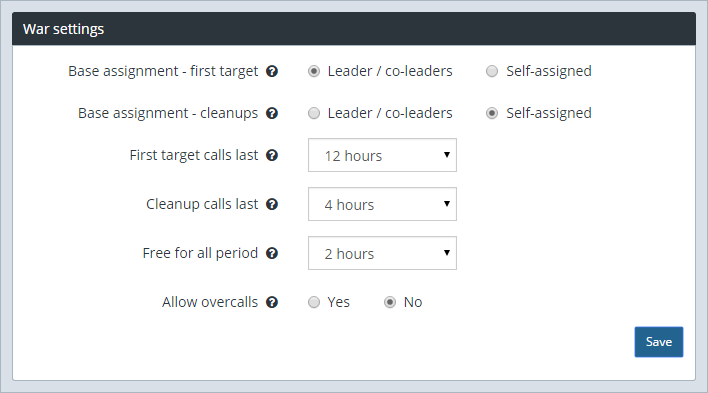 War settings
Base assignment - first target ? Leader / co-leaders Self-assigned
Base assignment - cleanups ? Leader / co-leaders Self-assigned
First target calls last ? 12 hours
Cleanup calls last ? 4 hours
Free for all period ? 2 hours
Allow overcalls ? Yes No
Save